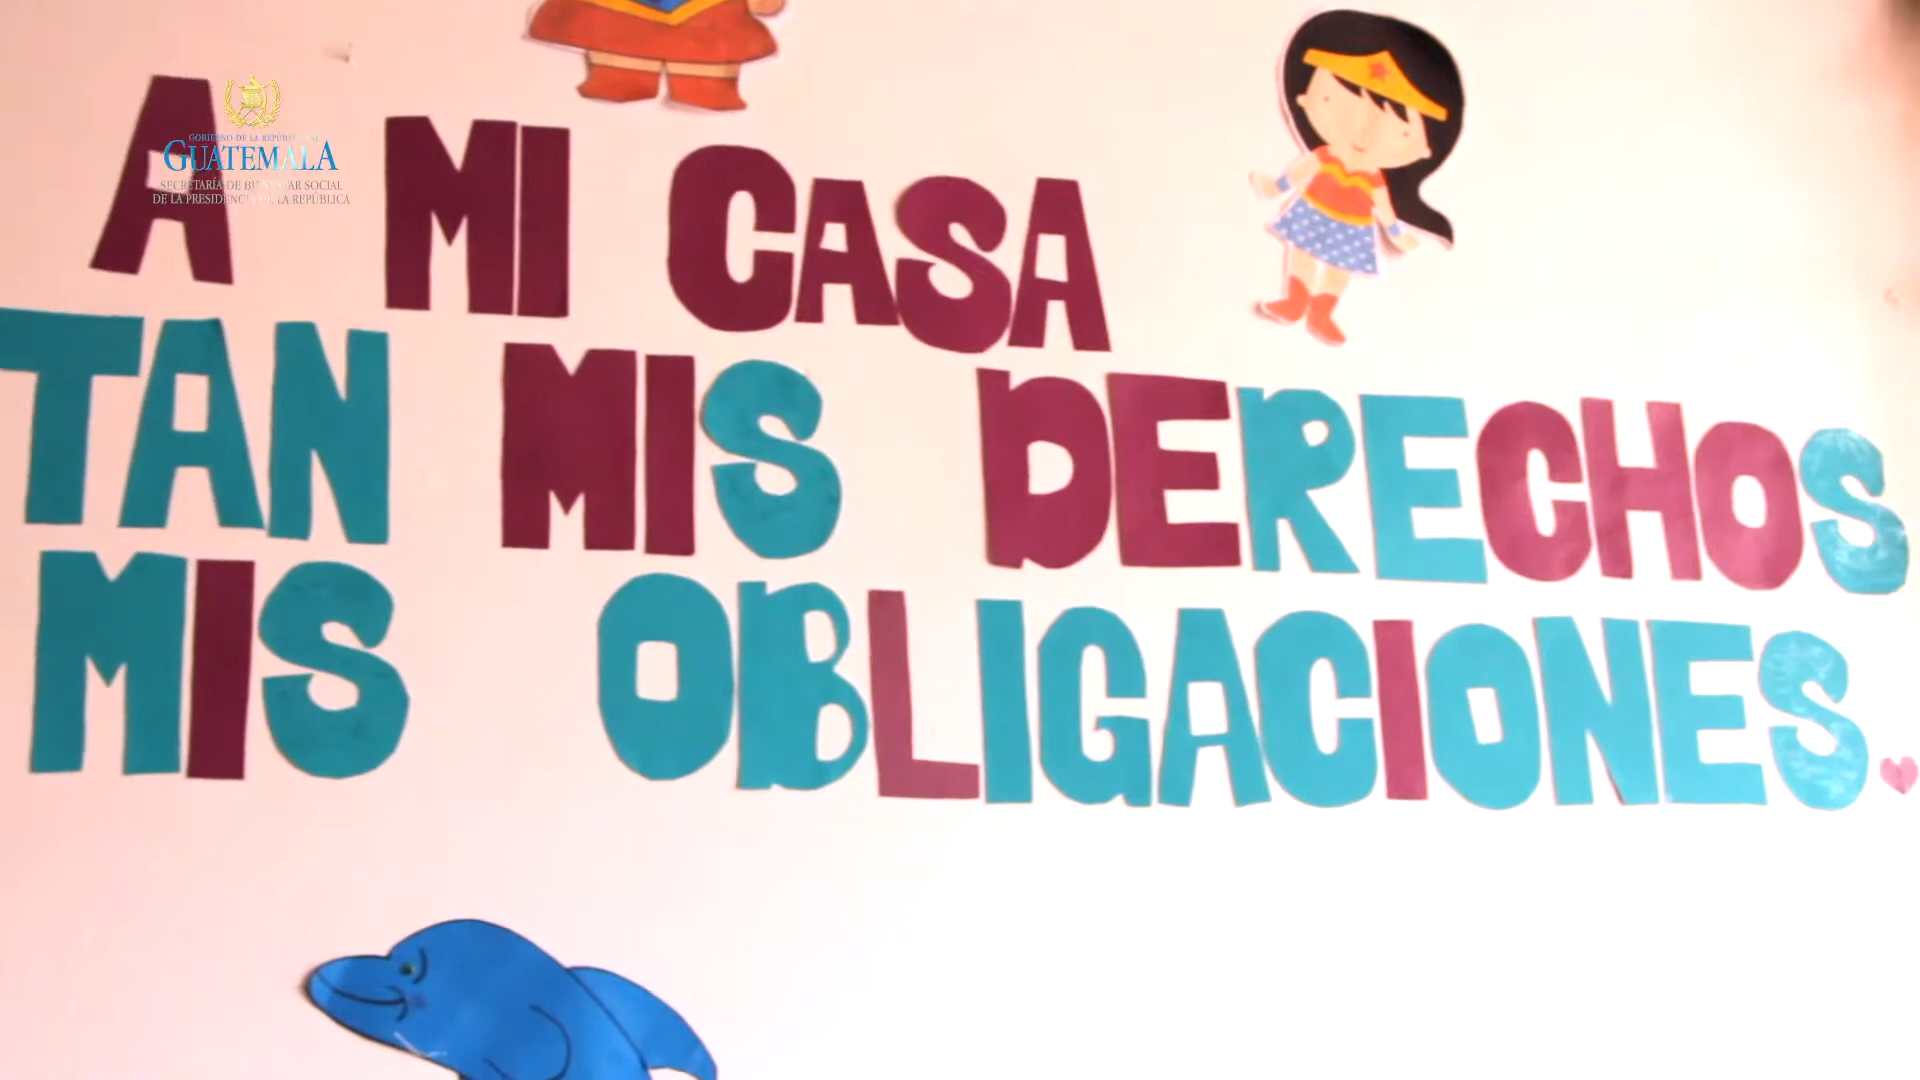 GOBIERNO DE LA REPÚBLICA DE
GUATEMALA
SECRETARÍA DE BIENESTAR SOCIAL
DE LA PRESIDENCIA DE LA REPÚBLICA
A MI CASA
TAN MIS DERECHOS
MIS OBLIGACIONES.